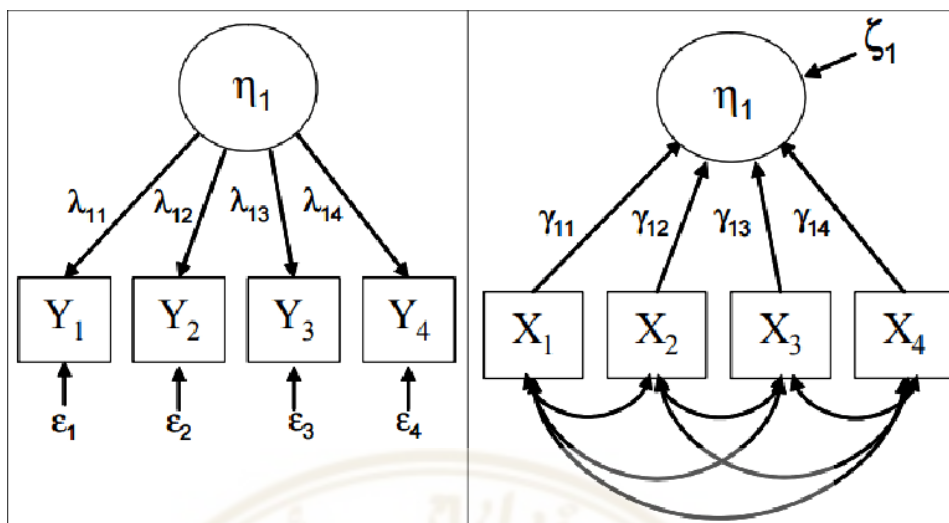 η₁
λ₁₁ λ₁₂ λ₁₃ λ₁₄
Y₁ Y₂ Y₃ Y₄
ε₁ ε₂ ε₃ ε₄
ζ₁
η₁
γ₁₁ γ₁₂ γ₁₃ γ₁₄
X₁ X₂ X₃ X₄